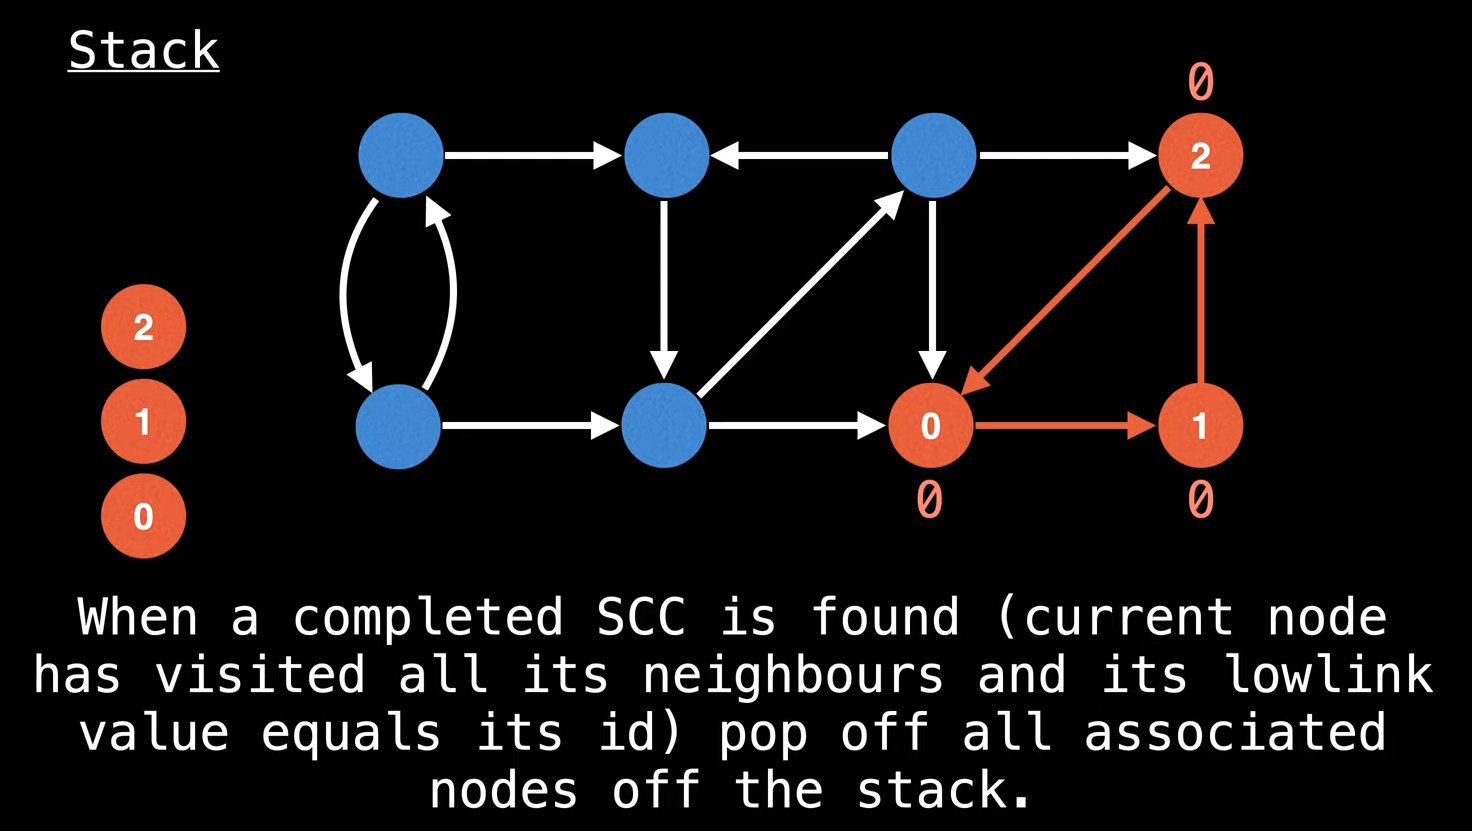 Stack
0
2
2
1
0
0
1
0
0
When a completed SCC is found (current node
has visited all its neighbours and its lowlink
value equals its id) pop off all associated
nodes off the stack.